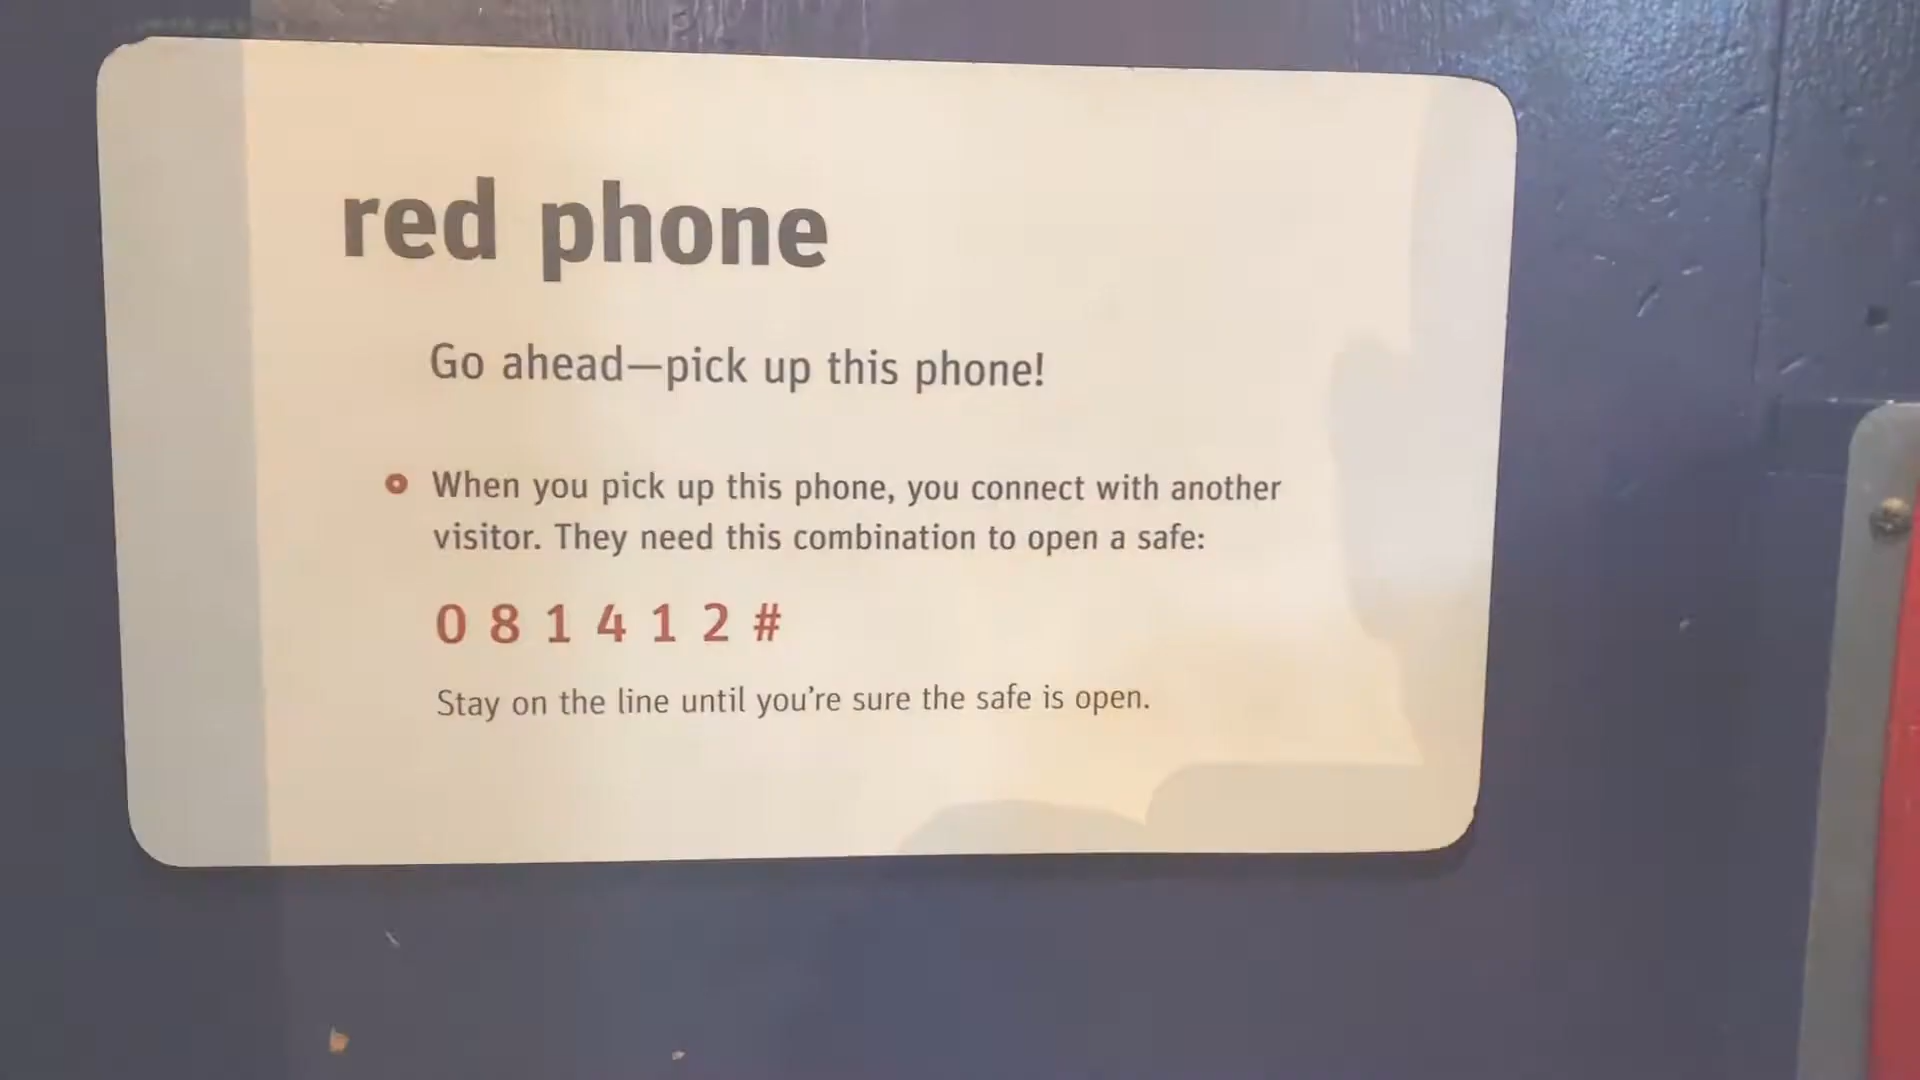 red phone
Go ahead—pick up this phone!
When you pick up this phone, you connect with another
visitor. They need this combination to open a safe:
0 8 1 4 1 2 #
Stay on the line until you’re sure the safe is open.